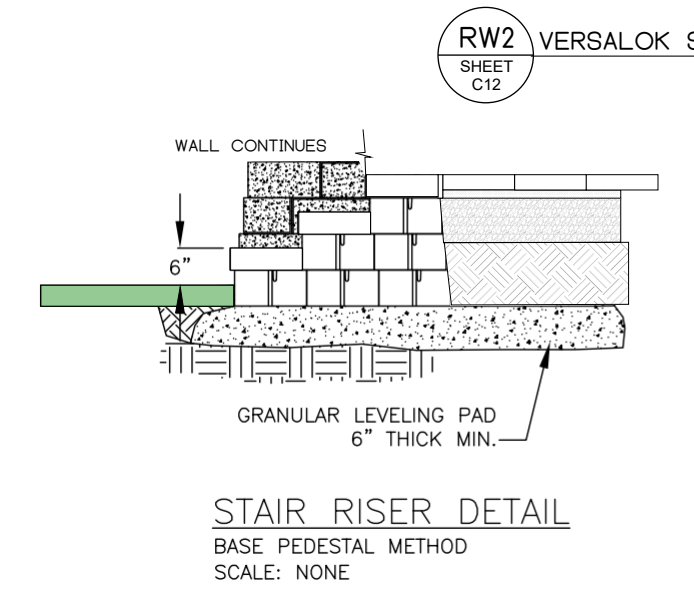 RW2
SHEET
C12
VERSALOK S
WALL CONTINUES
6”
GRANULAR LEVELING PAD
6” THICK MIN.
STAIR RISER DETAIL
BASE PEDESTAL METHOD
SCALE: NONE